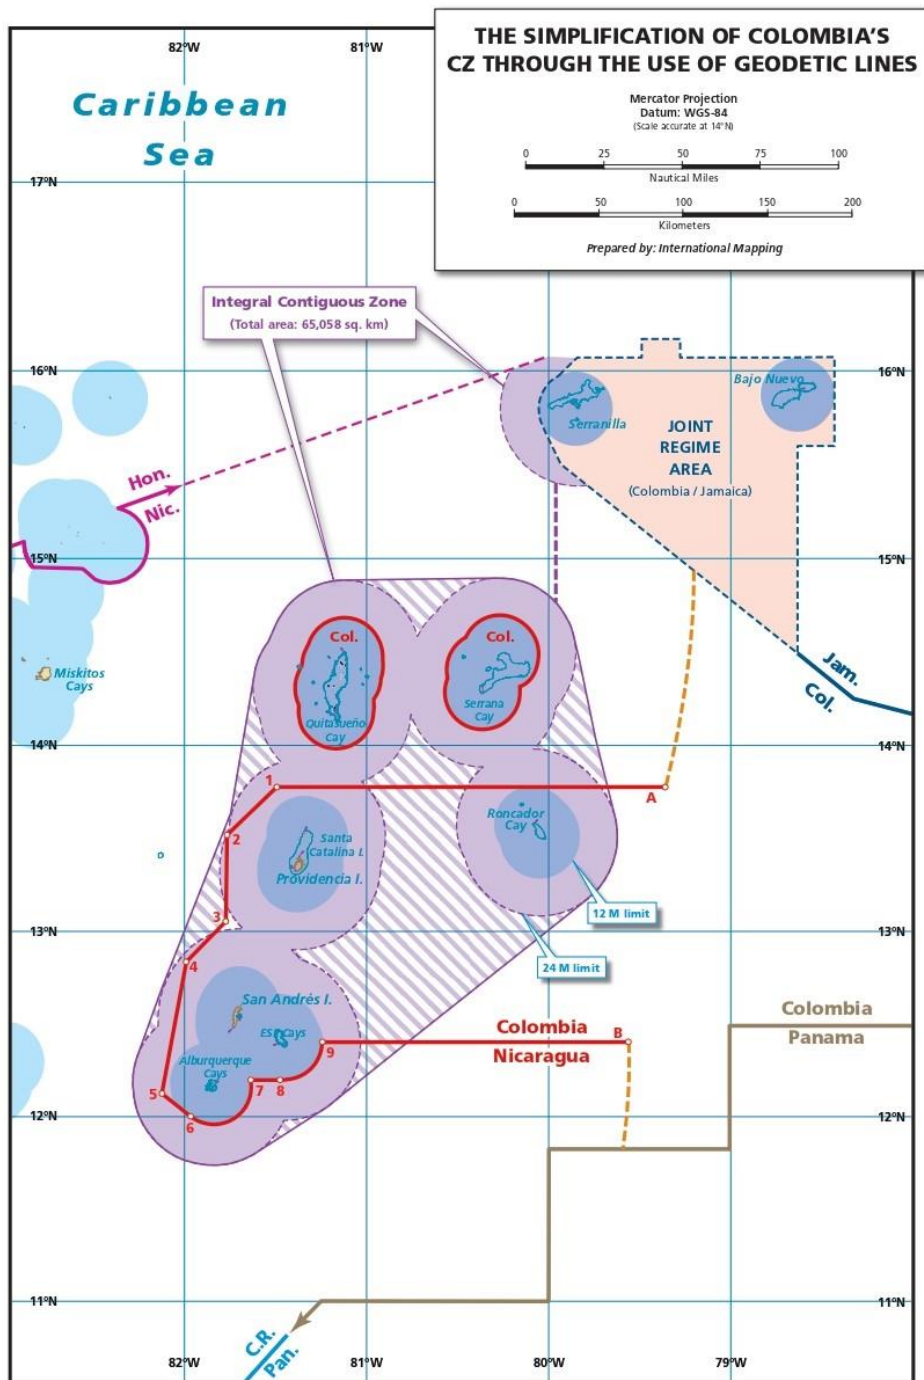 THE SIMPLIFICATION OF COLOMBIA'S
CZ THROUGH THE USE OF GEODETIC LINES
Mercator Projection
Datum: WGS-84
(Scale accurate at 14°N)
0 25 50 75 100
Nautical Miles
0 50 100 150 200
Kilometers
Prepared by: International Mapping
82°W 81°W
Caribbean
Sea
17°N
Integral Contiguous Zone
(Total area: 65,058 sq. km)
16°N 16°N
Bajo Nuevo
Serranilla
JOINT
REGIME
AREA
(Colombia / Jamaica)
Hon.
Nic.
15°N 15°N
Col. Col.
Jam.
Col.
Miskitos
Cays
Quitasueño
Cay
Serrana
Cay
14°N 14°N
1
A
2
Roncador
Cay
Santa
Catalina I.
Providencia I.
12 M limit
3
13°N 13°N
4
24 M limit
San Andrés I.
ESE Cays
Alburquerque
Cays
Colombia
Nicaragua
B
Colombia
Panama
9
5
7
8
6
12°N 12°N
11°N 11°N
C.R.
Pan.
82°W 81°W 80°W 79°W